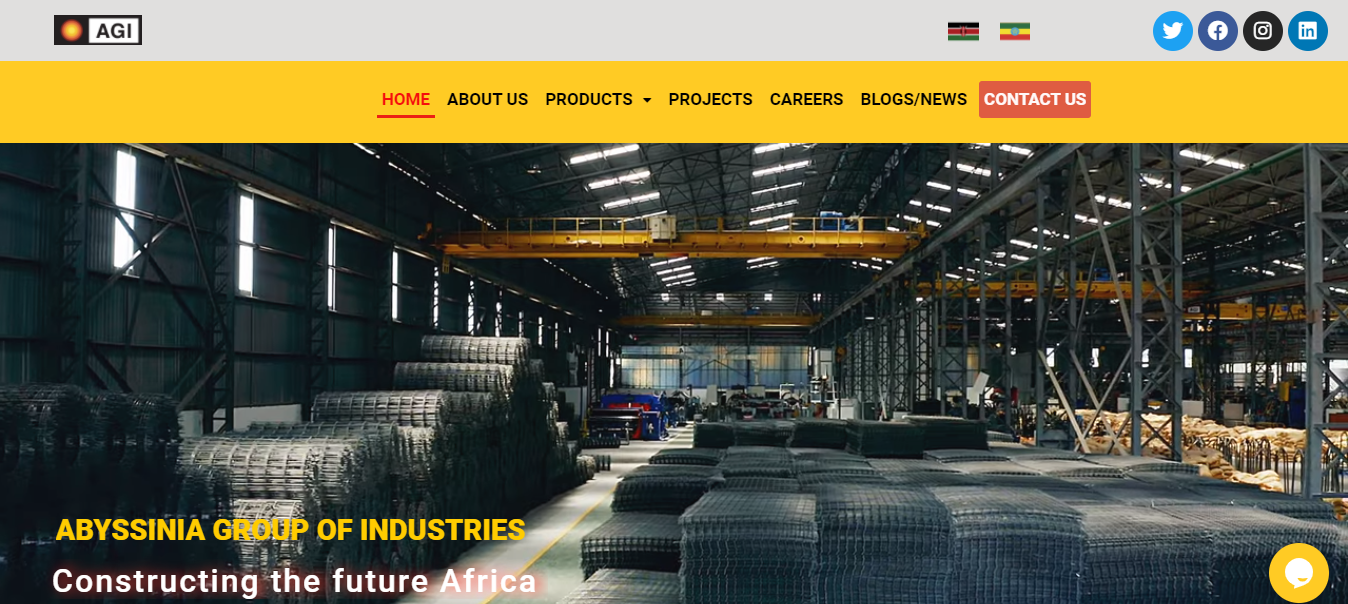 AGI
HOME ABOUT US PRODUCTS PROJECTS CAREERS BLOGS/NEWS CONTACT US
ABYSSINIA GROUP OF INDUSTRIES
Constructing the future Africa